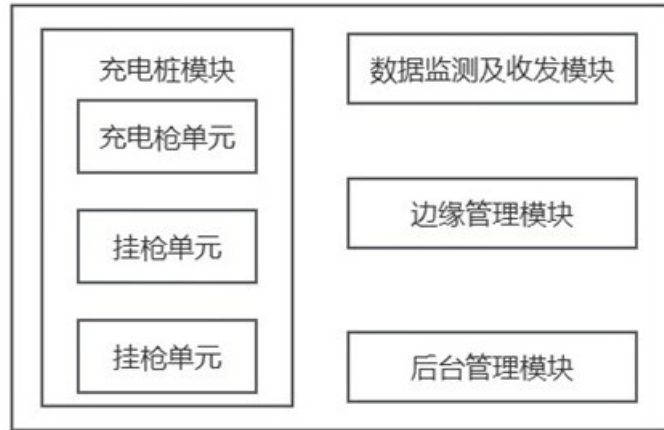 充电桩模块
充电枪单元
挂枪单元
挂枪单元
数据监测及收发模块
边缘管理模块
后台管理模块